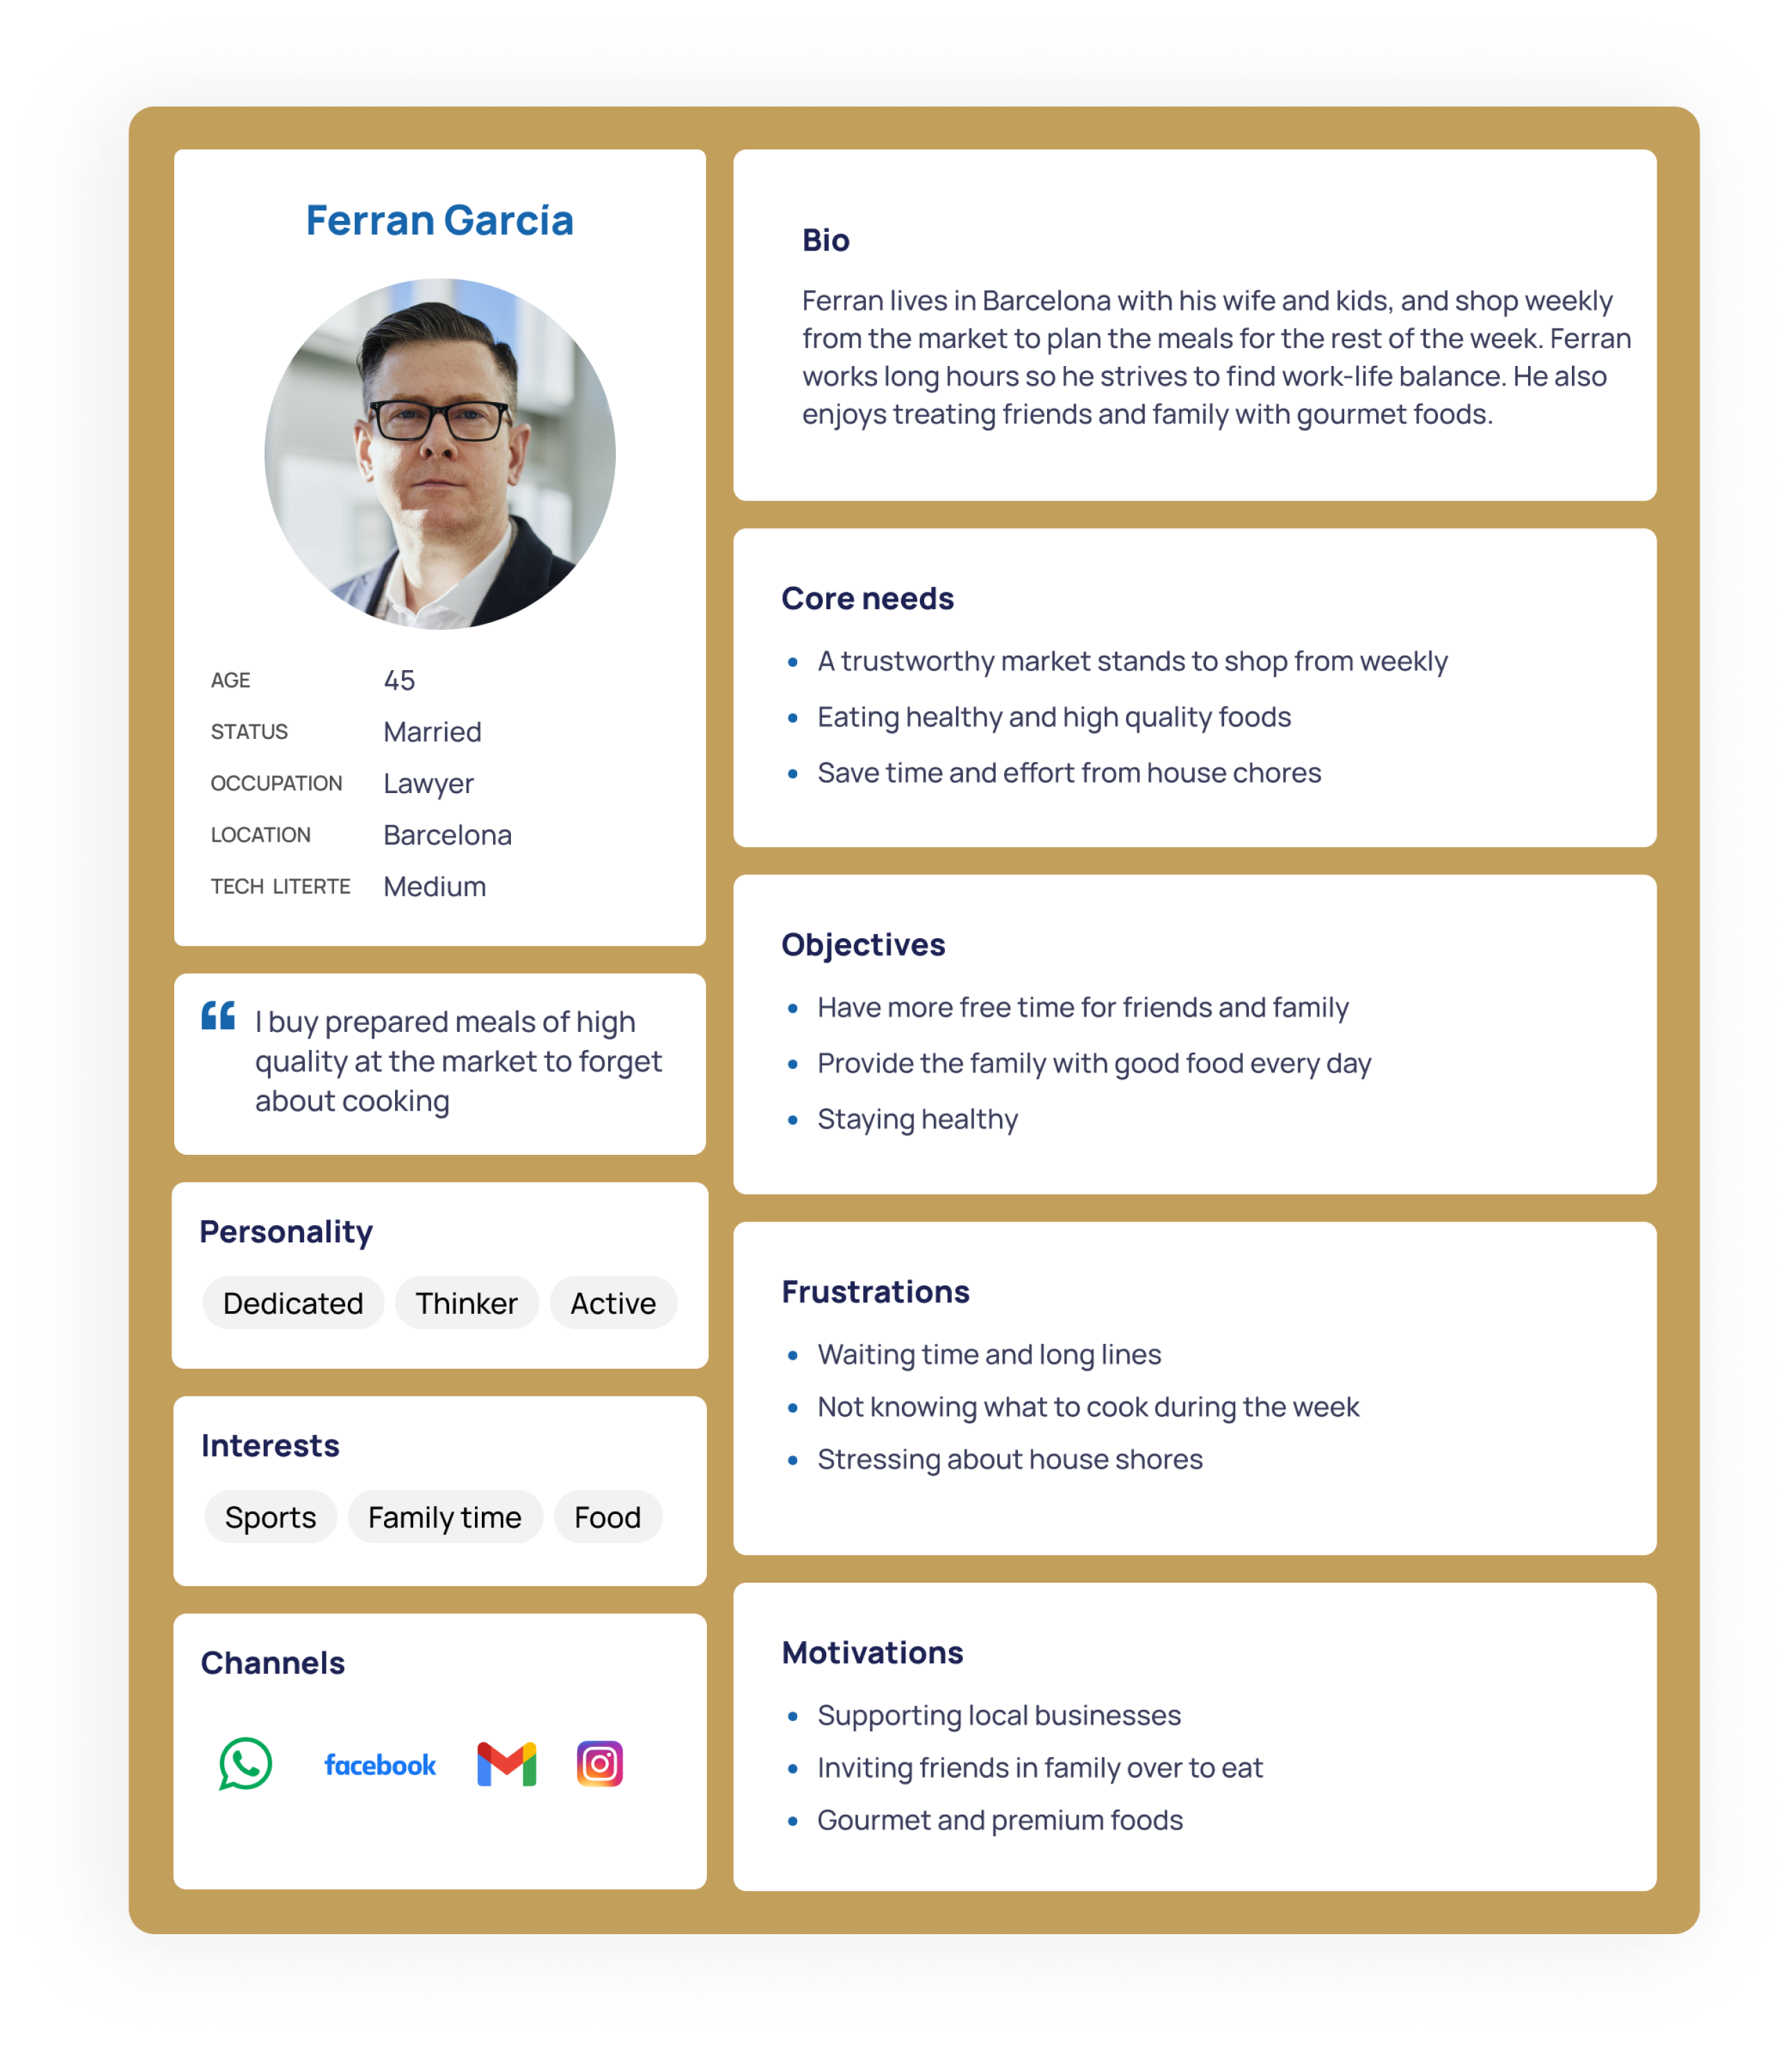 Ferran García
AGE 45
STATUS Married
OCCUPATION Lawyer
LOCATION Barcelona
TECH LITERTE Medium
“ I buy prepared meals of high
quality at the market to forget
about cooking
Personality
Dedicated Thinker Active
Interests
Sports Family time Food
Channels
facebook
Bio
Ferran lives in Barcelona with his wife and kids, and shop weekly
from the market to plan the meals for the rest of the week. Ferran
works long hours so he strives to find work-life balance. He also
enjoys treating friends and family with gourmet foods.
Core needs
• A trustworthy market stands to shop from weekly
• Eating healthy and high quality foods
• Save time and effort from house chores
Objectives
• Have more free time for friends and family
• Provide the family with good food every day
• Staying healthy
Frustrations
• Waiting time and long lines
• Not knowing what to cook during the week
• Stressing about house shores
Motivations
• Supporting local businesses
• Inviting friends in family over to eat
• Gourmet and premium foods